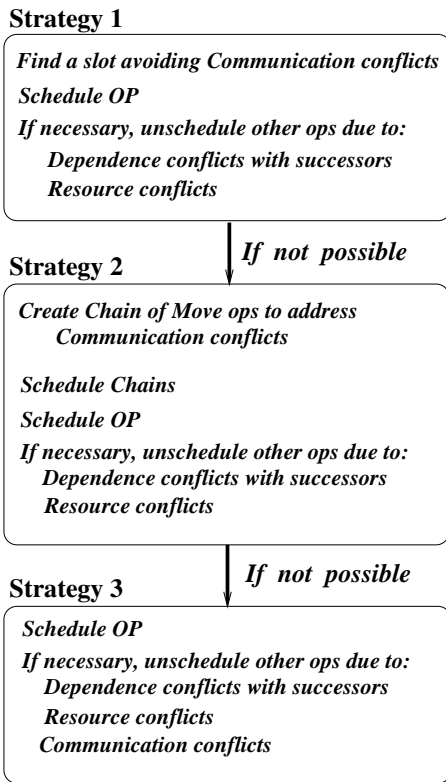 Strategy 1
Find a slot avoiding Communication conflicts
Schedule OP
If necessary, unschedule other ops due to:
Dependence conflicts with successors
Resource conflicts
If not possible
Strategy 2
Create Chain of Move ops to address
Communication conflicts
Schedule Chains
Schedule OP
If necessary, unschedule other ops due to:
Dependence conflicts with successors
Resource conflicts
If not possible
Strategy 3
Schedule OP
If necessary, unschedule other ops due to:
Dependence conflicts with successors
Resource conflicts
Communication conflicts